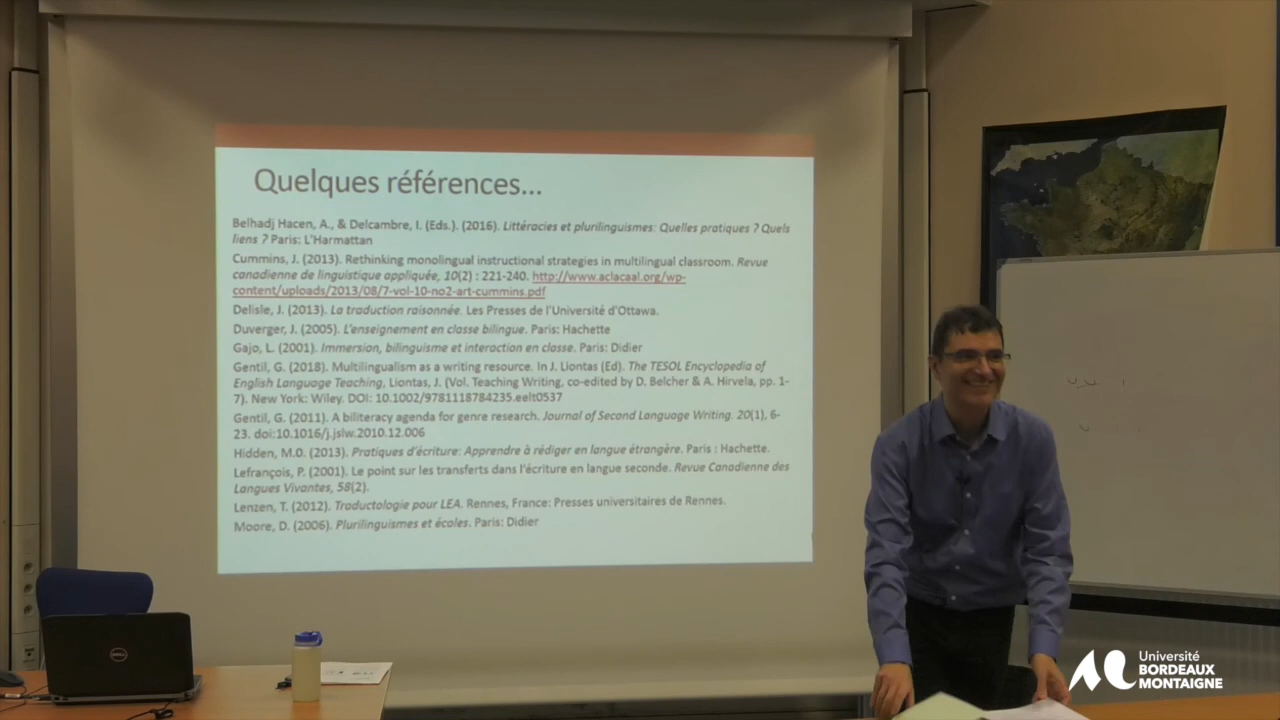 Quelques références...
Belhadj Hacen, A., & Delcambre, I. (Eds.). (2016). Littéracies et plurilinguismes: Quelles pratiques ? Quels
liens ? Paris: L'Harmattan
Cummins, J. (2013). Rethinking monolingual instructional strategies in multilingual classroom. Revue
canadienne de linguistique appliquée, 10(2) : 221-240. http://www.aclacaal.org/wp-
content/uploads/2013/08/7-vol-10-no2-art-cummins.pdf
Delisle, J. (2013). La traduction raisonnée. Les Presses de l'Université d'Ottawa.
Duverger, J. (2005). L'enseignement en classe bilingue. Paris: Hachette
Gajo, L. (2001). Immersion, bilinguisme et interaction en classe. Paris: Didier
Gentil, G. (2018). Multilingualism as a writing resource. In J. Liontas (Ed). The TESOL Encyclopedia of
English Language Teaching, Liontas, J. (Vol. Teaching Writing, co-edited by D. Belcher & A. Hirvela, pp. 1-
7). New York: Wiley. DOI: 10.1002/9781118784235.eelt0537
Gentil, G. (2011). A biliteracy agenda for genre research. Journal of Second Language Writing. 20(1), 6-
23. doi:10.1016/j.jslw.2010.12.006
Hidden, M.O. (2013). Pratiques d'écriture: Apprendre à rédiger en langue étrangère. Paris : Hachette.
Lefrançois, P. (2001). Le point sur les transferts dans l'écriture en langue seconde. Revue Canadienne des
Langues Vivantes, 58(2).
Lenzen, T. (2012). Traductologie pour LEA. Rennes, France: Presses universitaires de Rennes.
Moore, D. (2006). Plurilinguismes et écoles. Paris: Didier
DELL
Université
BORDEAUX
MONTAIGNE